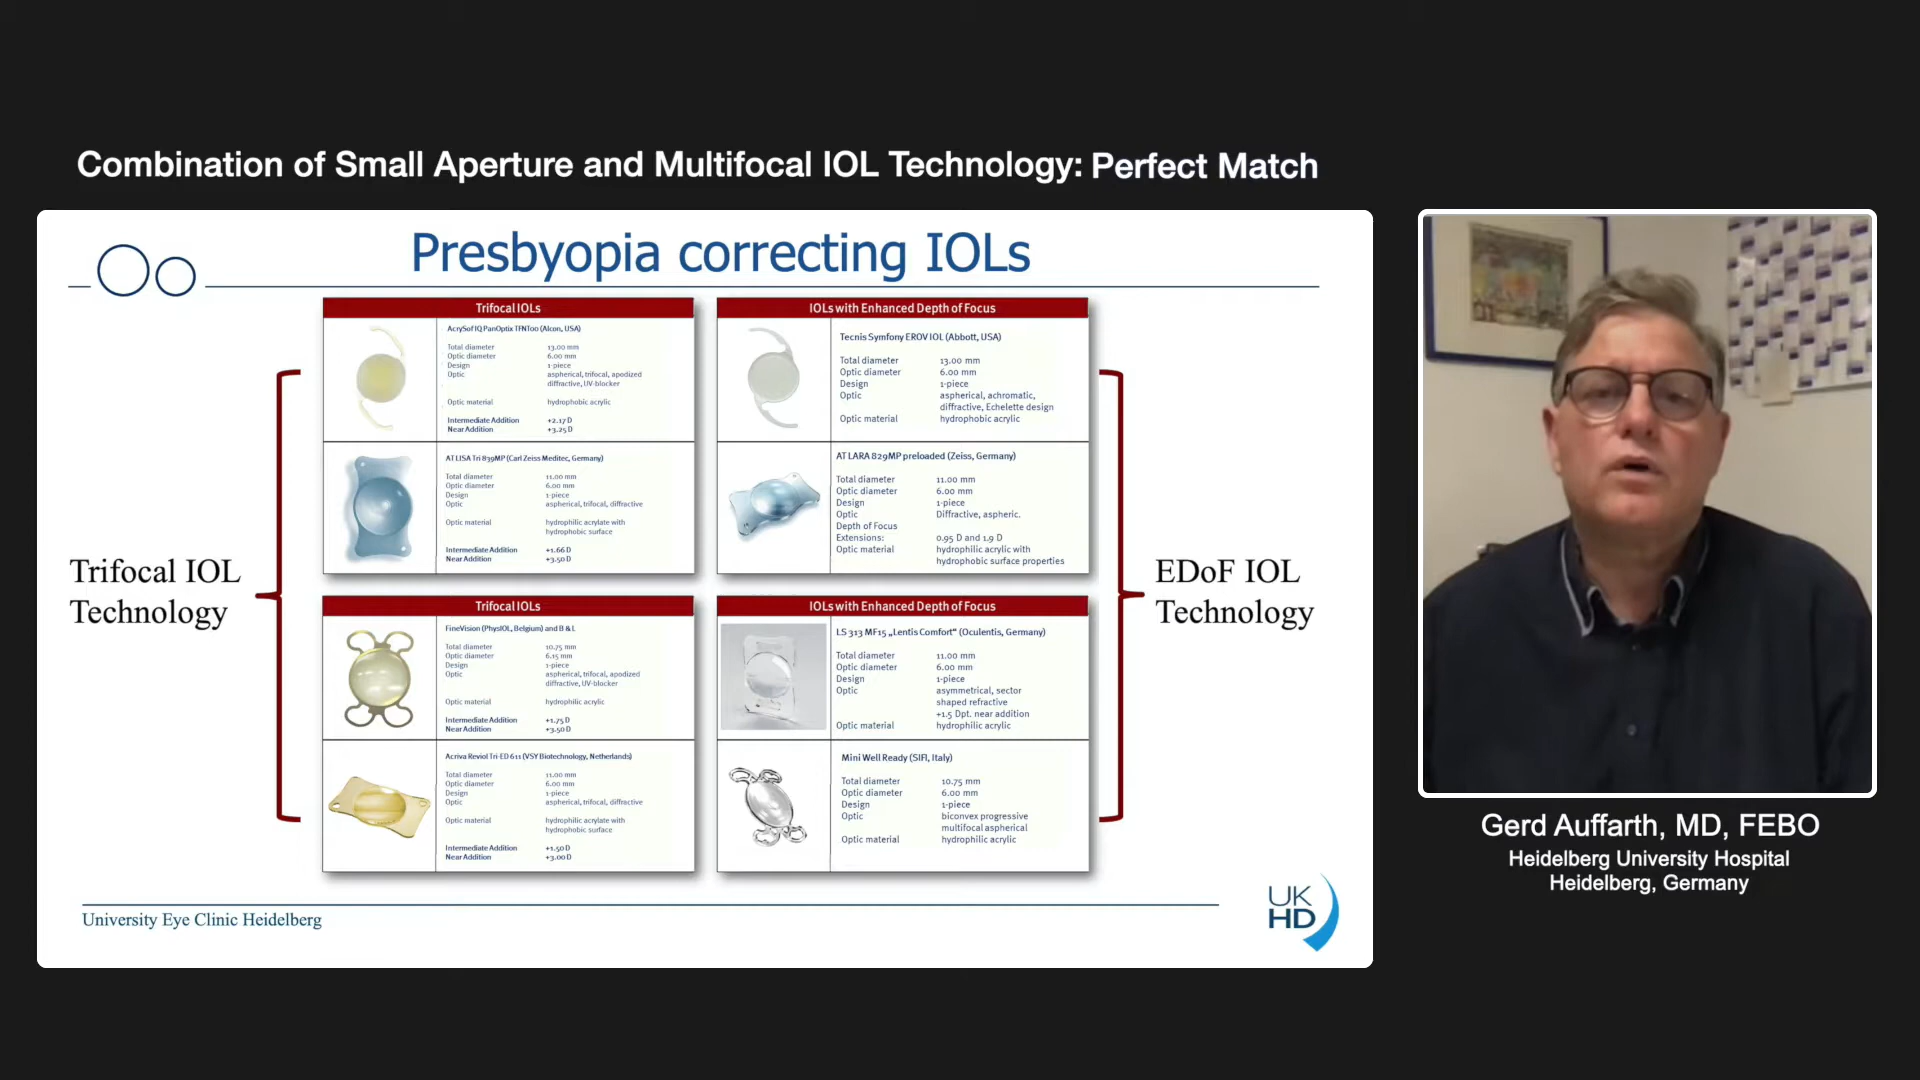 Combination of Small Aperture and Multifocal IOL Technology: Perfect Match
Presbyopia correcting IOLs
Trifocal IOL
Technology
Trifocal IOLs
AcrySof IQ PanOptix TFNT00 (Alcon, USA)
Total diameter 13.00 mm
Optic diameter 6.00 mm
Design 1-piece
Optic aspherical, trifocal, apodized
diffractive, UV-blocker
Optic material hydrophobic acrylic
Intermediate Addition +2.17 D
Near Addition +3.25 D
AT LISA Tri 839MP (Carl Zeiss Meditec, Germany)
Total diameter 11.00 mm
Optic diameter 6.00 mm
Design 1-piece
Optic aspherical, trifocal, diffractive
Optic material hydrophilic acrylate with
hydrophobic surface
Intermediate Addition +1.66 D
Near Addition +3.50 D
Trifocal IOLs
FineVision (PhysIOL, Belgium) and B & L
Total diameter 10.75 mm
Optic diameter 6.15 mm
Design 1-piece
Optic aspherical, trifocal, apodized
diffractive, UV-blocker
Optic material hydrophilic acrylic
Intermediate Addition +1.75 D
Near Addition +3.50 D
Acriva Reviol Tri-ED 611 (VSY Biotechnology, Netherlands)
Total diameter 11.00 mm
Optic diameter 6.00 mm
Design 1-piece
Optic aspherical, trifocal, diffractive
Optic material hydrophilic acrylate with
hydrophobic surface
Intermediate Addition +1.50 D
Near Addition +3.00 D
IOLs with Enhanced Depth of Focus
Tecnis Symfony EROV IOL (Abbott, USA)
Total diameter 13.00 mm
Optic diameter 6.00 mm
Design 1-piece
Optic aspherical, achromatic,
diffractive, Echelette design
Optic material hydrophobic acrylic
AT LARA 829MP preloaded (Zeiss, Germany)
Total diameter 11.00 mm
Optic diameter 6.00 mm
Design 1-piece
Optic Diffractive, aspheric.
Depth of Focus
Extensions: 0.95 D and 1.9 D
Optic material hydrophilic acrylic with
hydrophobic surface properties
IOLs with Enhanced Depth of Focus
LS 313 MF15 „Lentis Comfort“ (Oculentis, Germany)
Total diameter 11.00 mm
Optic diameter 6.00 mm
Design 1-piece
Optic asymmetrical, sector
shaped refractive
+1.5 Dpt. near addition
Optic material hydrophilic acrylic
Mini Well Ready (SIFI, Italy)
Total diameter 10.75 mm
Optic diameter 6.00 mm
Design 1-piece
Optic biconvex progressive
multifocal aspherical
Optic material hydrophilic acrylic
EDoF IOL
Technology
University Eye Clinic Heidelberg
UK
HD
Gerd Auffarth, MD, FEBO
Heidelberg University Hospital
Heidelberg, Germany